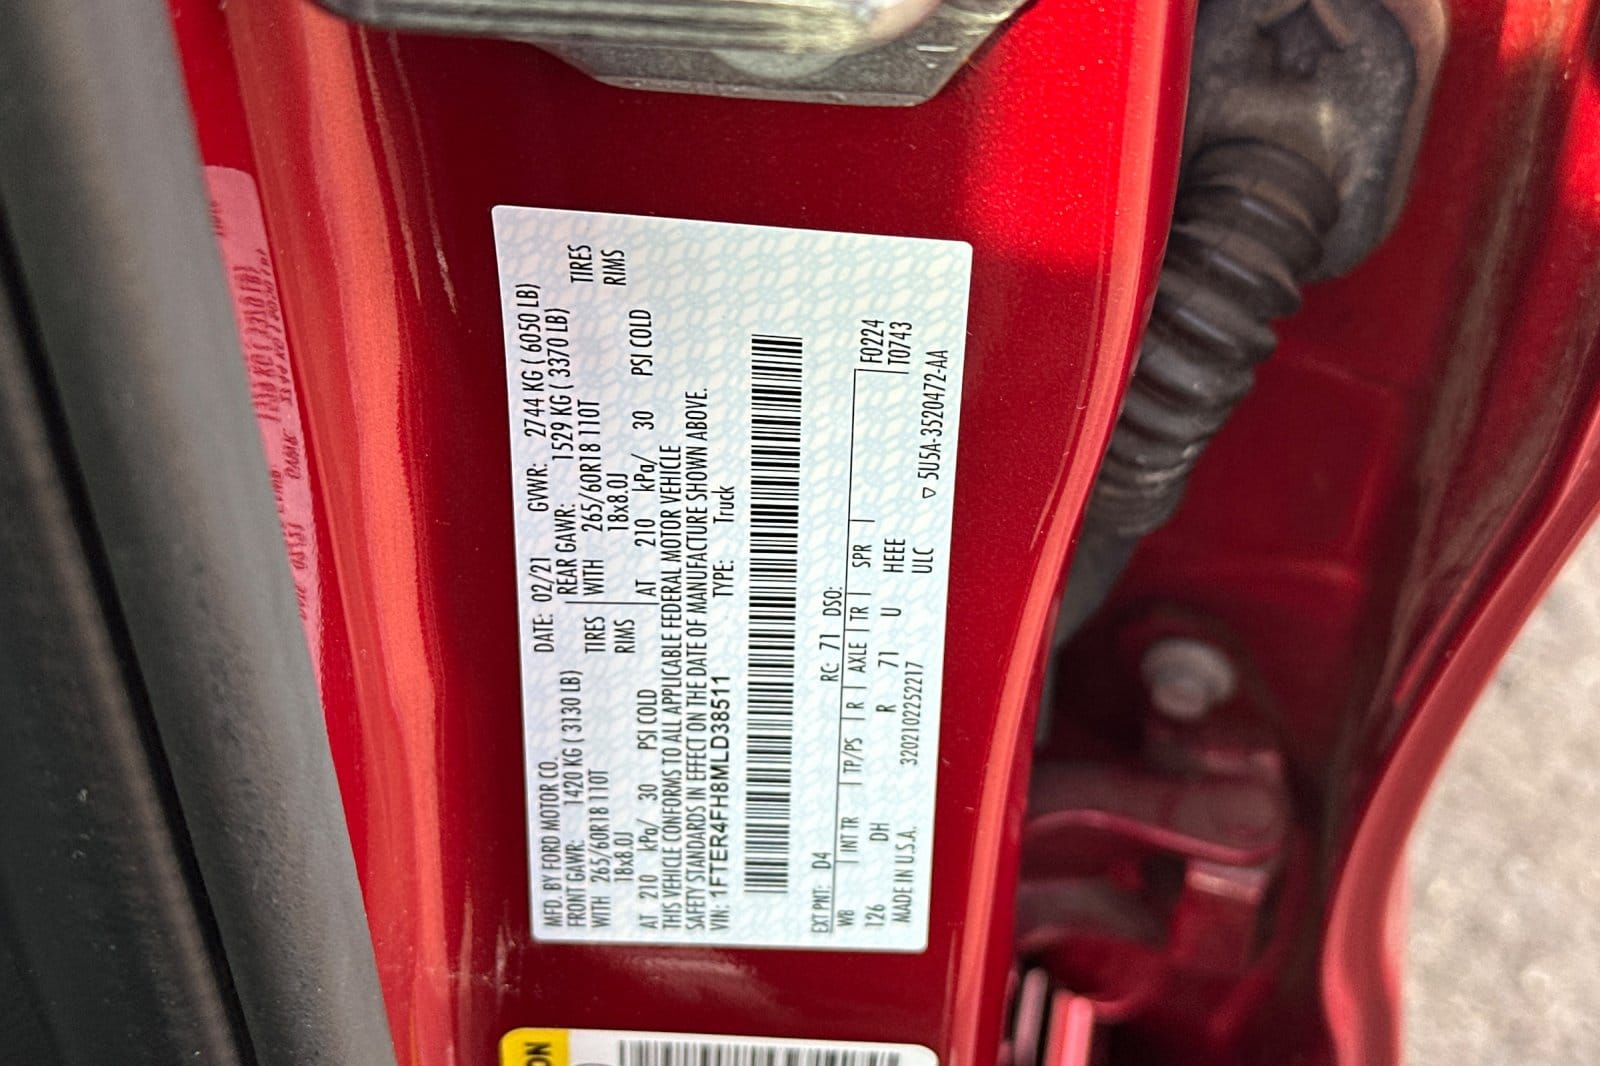 MFD. BY FORD MOTOR CO.
DATE: 02/21 GVWR: 2744 KG ( 6050 LB)
FRONT GAWR: 1420 KG ( 3130 LB) REAR GAWR: 1529 KG ( 3370 LB)
WITH 265/60R18 110T TIRES WITH 265/60R18 110T TIRES
18x8.0J RIMS 18x8.0J RIMS
AT 210 kPa/ 30 PSI COLD AT 210 kPa/ 30 PSI COLD
THIS VEHICLE CONFORMS TO ALL APPLICABLE FEDERAL MOTOR VEHICLE
SAFETY STANDARDS IN EFFECT ON THE DATE OF MANUFACTURE SHOWN ABOVE.
VIN: 1FTER4FH8MLD38511 TYPE: Truck
EXT PNT: D4 RC: 71 DSO:
WB INT TR TP/PS R AXLE TR SPR F0224
126 DH R 71 U HEEE T0743
MADE IN U.S.A. 3202102252217 ULC ▽ 5U5A-3520472-AA
ON